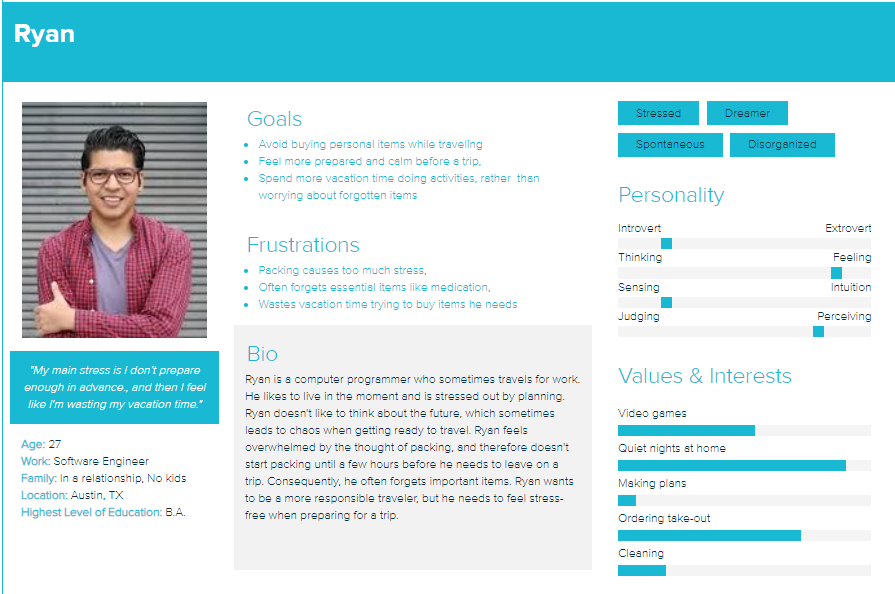 Ryan
"My main stress is I don't prepare
enough in advance., and then I feel
like I'm wasting my vacation time."
Age: 27
Work: Software Engineer
Family: In a relationship, No kids
Location: Austin, TX
Highest Level of Education: B.A.
Goals
Avoid buying personal items while traveling
Feel more prepared and calm before a trip,
Spend more vacation time doing activities, rather than
worrying about forgotten items
Frustrations
Packing causes too much stress,
Often forgets essential items like medication,
Wastes vacation time trying to buy items he needs
Bio
Ryan is a computer programmer who sometimes travels for work.
He likes to live in the moment and is stressed out by planning.
Ryan doesn't like to think about the future, which sometimes
leads to chaos when getting ready to travel. Ryan feels
overwhelmed by the thought of packing, and therefore doesn't
start packing until a few hours before he needs to leave on a
trip. Consequently, he often forgets important items. Ryan wants
to be a more responsible traveler, but he needs to feel stress-
free when preparing for a trip.
Stressed Dreamer
Spontaneous Disorganized
Personality
Introvert Extrovert
Thinking Feeling
Sensing Intuition
Judging Perceiving
Values & Interests
Video games
Quiet nights at home
Making plans
Ordering take-out
Cleaning